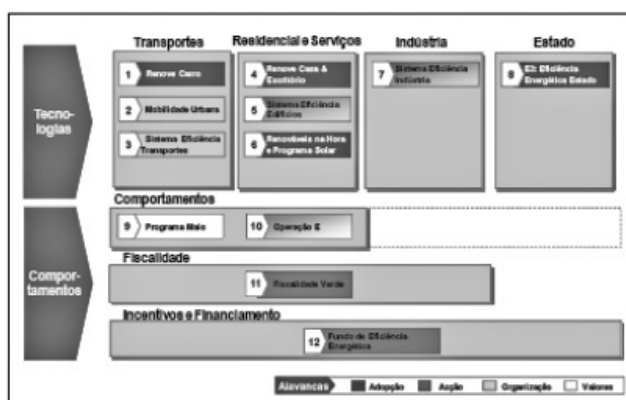 Transportes
Residencial e Serviços
Indústria
Estado
Tecno-
logias
1 Renove Carro
2 Mobilidade Urbana
3 Sistema Eficiência
Transportes
4 Renove Casa &
Escritório
5 Sistema Eficiência
Edifícios
6 Renováveis na Hora
e Programa Solar
7 Sistema Eficiência
Indústria
8 E3: Eficiência
Energética Estado
Compor-
tamentos
Comportamentos
9 Programa Mais
10 Operação E
Fiscalidade
11 Fiscalidade Verde
Incentivos e Financiamento
12 Fundo de Eficiência
Energética
Alavancas
Adopção
Acção
Organização
Valores